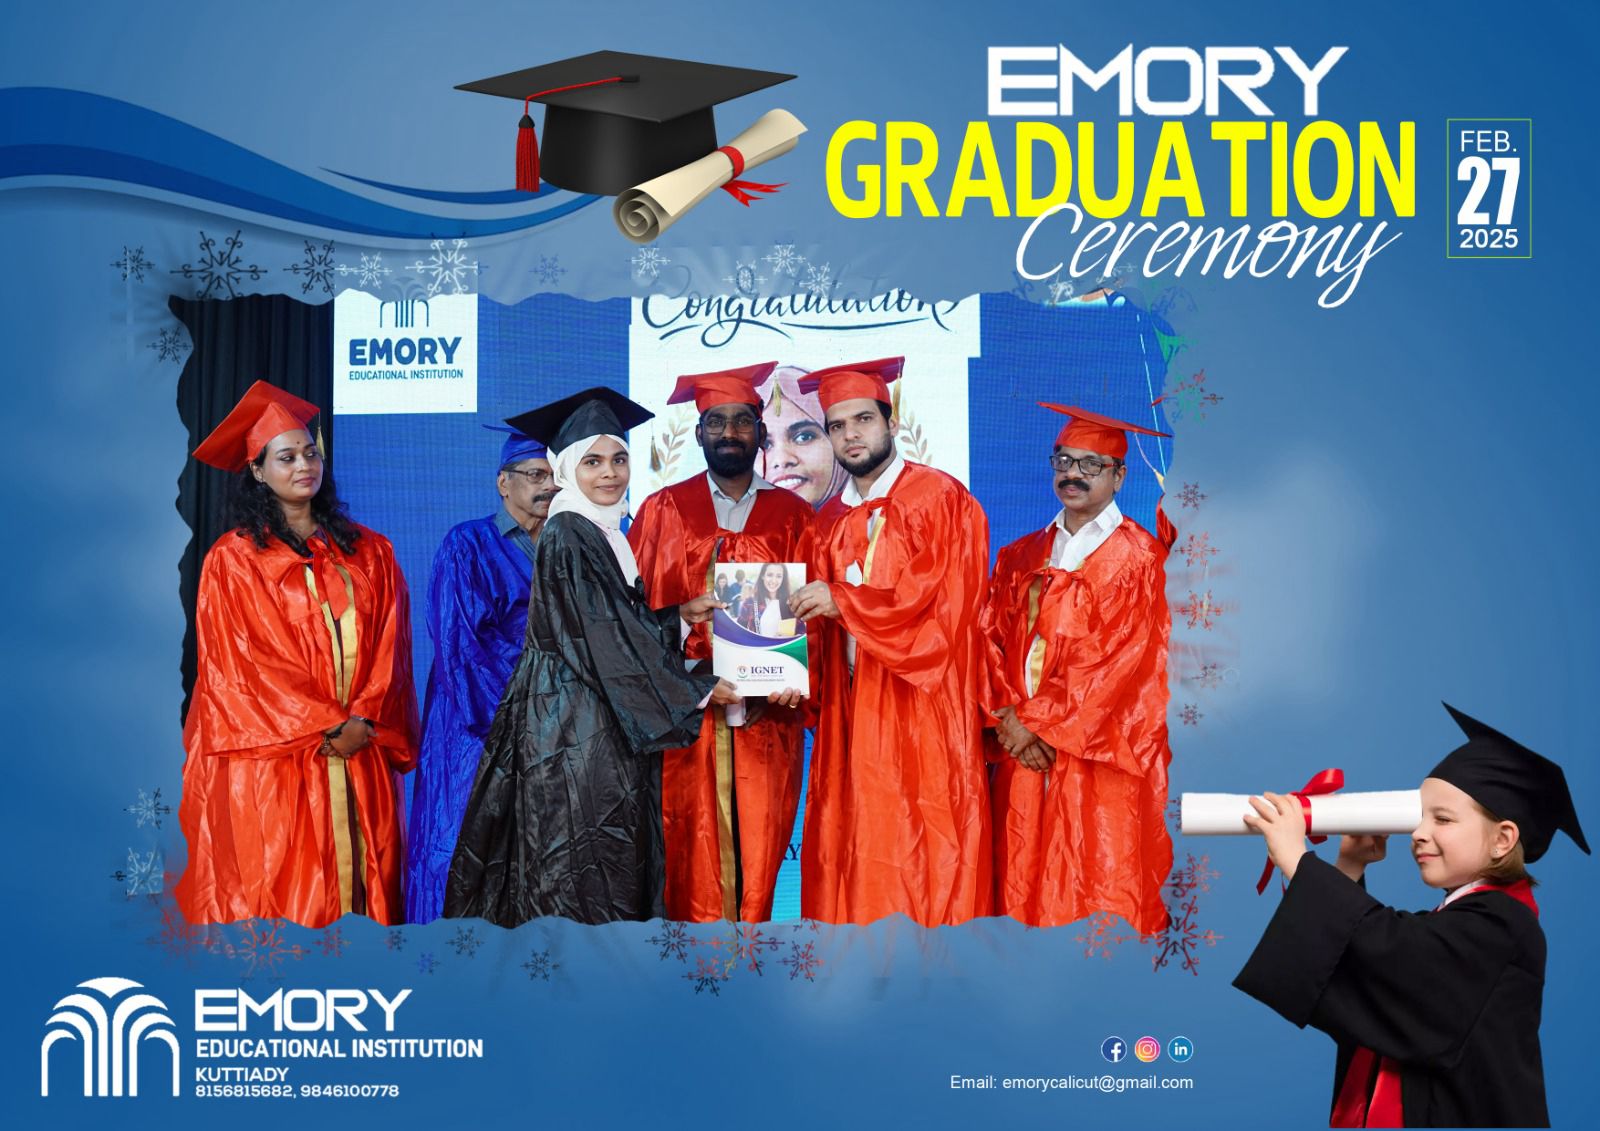 EMORY
GRADUATION
Ceremony
FEB.
27
2025
Congratulations
EMORY
EDUCATIONAL INSTITUTION
IGNET
EMORY
EDUCATIONAL INSTITUTION
KUTTIADY
8156815682, 9846100778
Email: emorycalicut@gmail.com